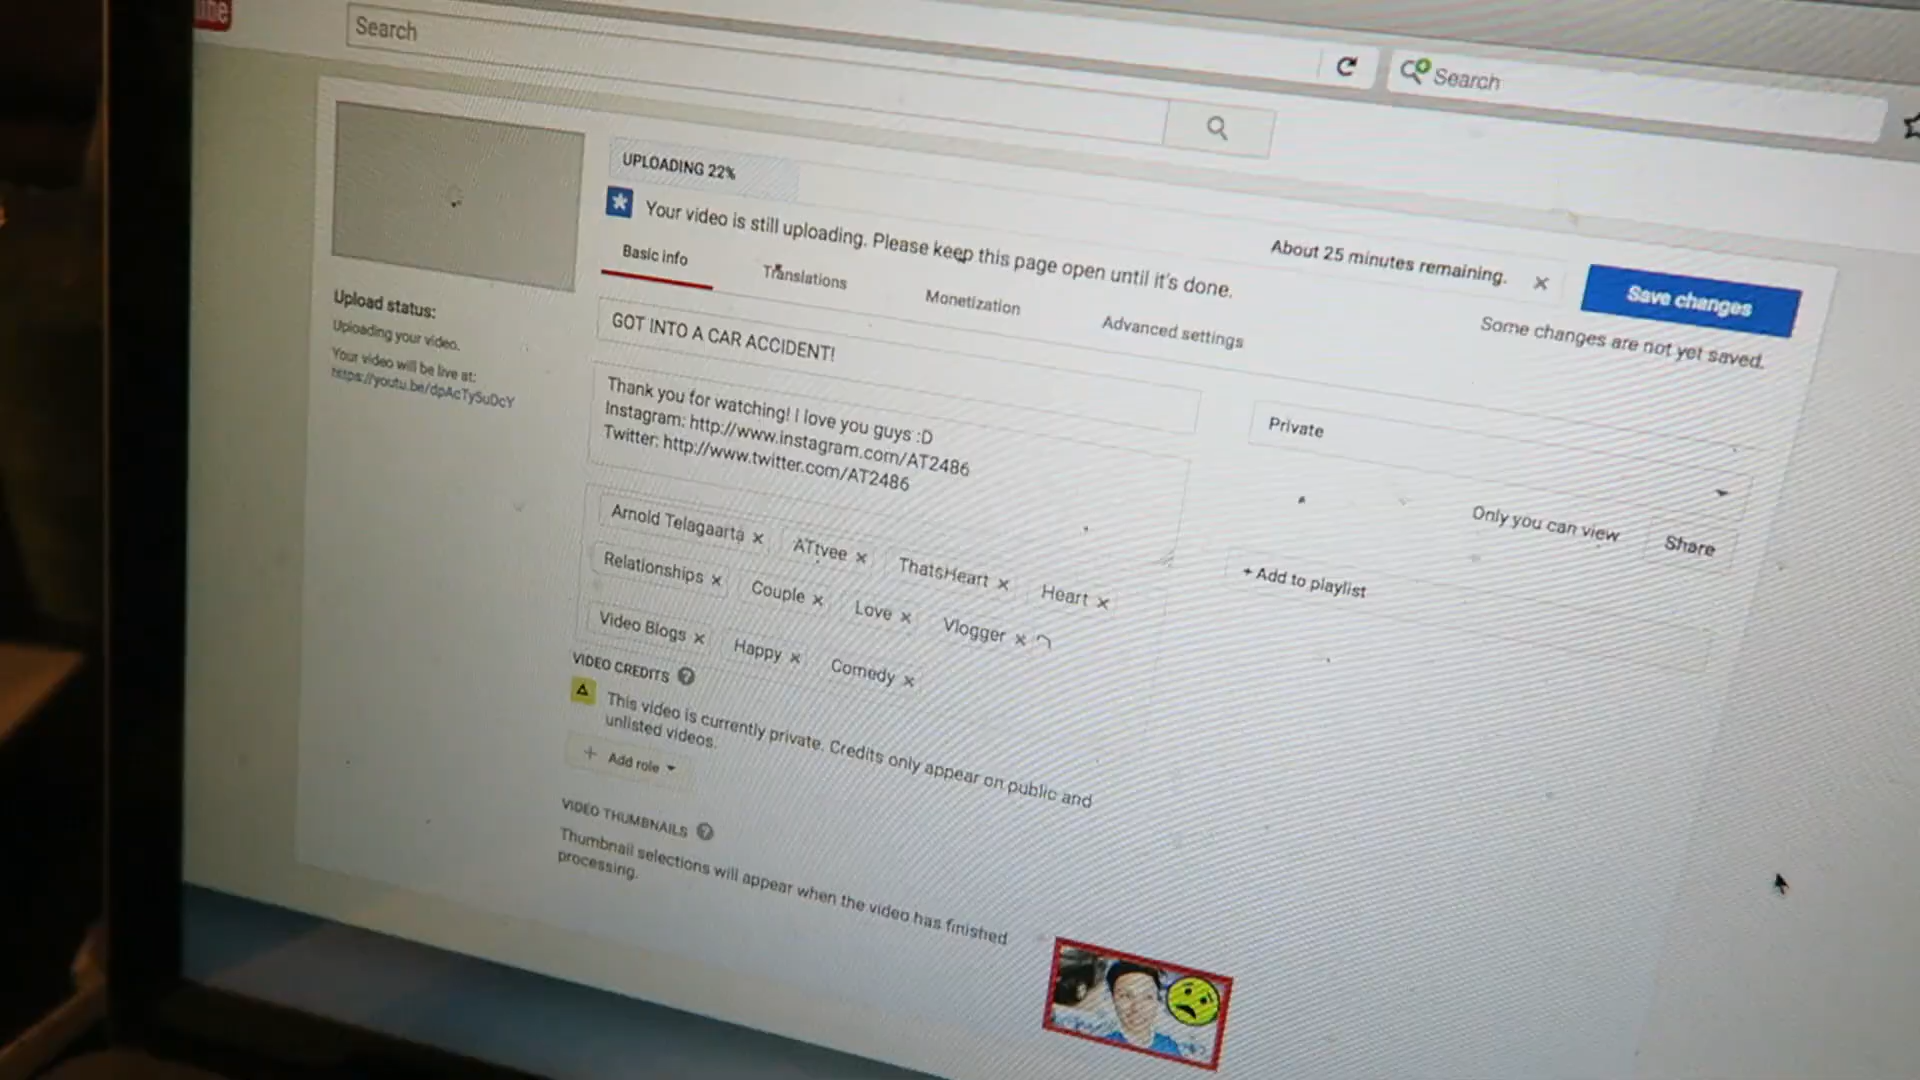 Search
Search
UPLOADING 22%
Your video is still uploading. Please keep this page open until it's done.
About 25 minutes remaining.
Save changes
Some changes are not yet saved.
Basic info
Translations
Monetization
Advanced settings
Upload status:
Uploading your video.
Your video will be live at:
https://youtu.be/dpAcTySuDcY
GOT INTO A CAR ACCIDENT!
Thank you for watching! I love you guys :D
Instagram: http://www.instagram.com/AT2486
Twitter: http://www.twitter.com/AT2486
Private
Only you can view
Share
+ Add to playlist
Arnold Telagaarta × ATtvee × ThatsHeart × Heart ×
Relationships × Couple × Love × Vlogger ×
Video Blogs × Happy × Comedy ×
VIDEO CREDITS ?
This video is currently private. Credits only appear on public and
unlisted videos.
+ Add role
VIDEO THUMBNAILS ?
Thumbnail selections will appear when the video has finished
processing.